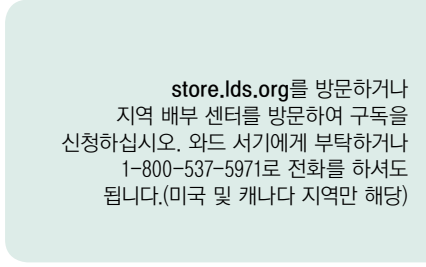 store.lds.org를 방문하거나
지역 배부 센터를 방문하여 구독을
신청하십시오. 와드 서기에게 부탁하거나
1-800-537-5971로 전화를 하셔도
됩니다.(미국 및 캐나다 지역만 해당)